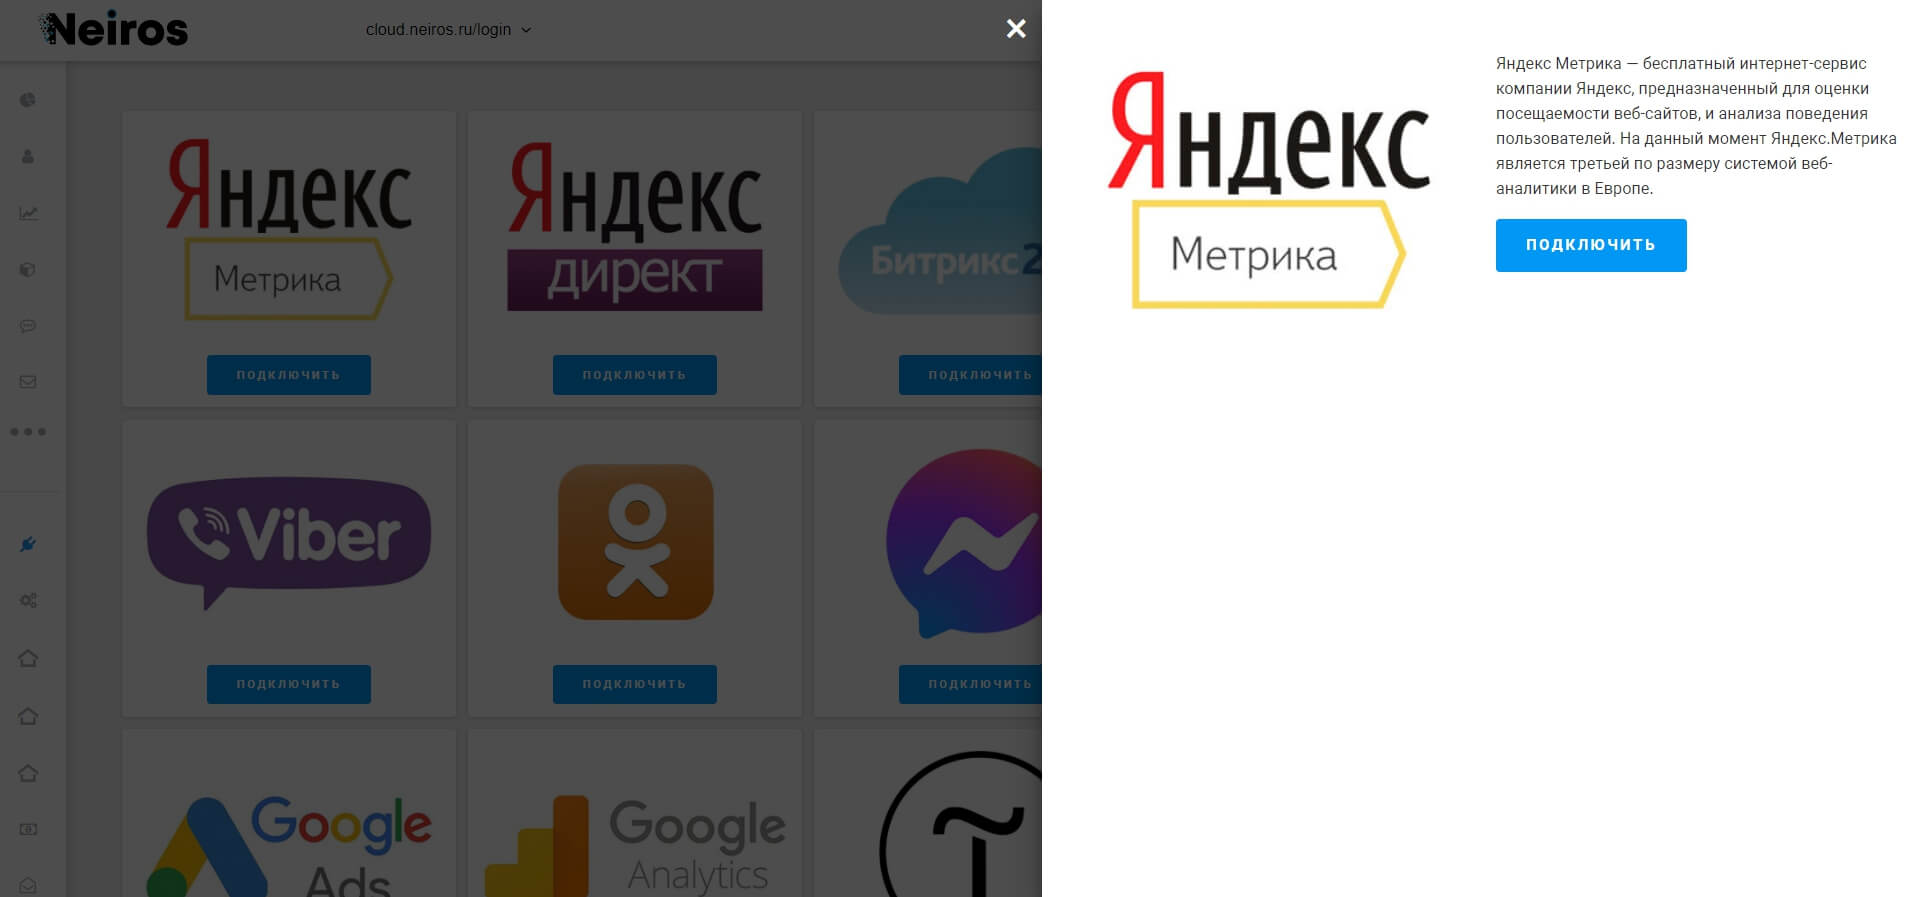 Neiros
cloud.neiros.ru/login
Яндекс
Метрика
ПОДКЛЮЧИТЬ
Яндекс
директ
ПОДКЛЮЧИТЬ
Битрикс2
ПОДКЛЮЧИТЬ
Viber
ПОДКЛЮЧИТЬ
ПОДКЛЮЧИТЬ
ПОДКЛЮЧИТЬ
Google
Ads
Google
Analytics
Яндекс
Метрика
Яндекс Метрика — бесплатный интернет-сервис
компании Яндекс, предназначенный для оценки
посещаемости веб-сайтов, и анализа поведения
пользователей. На данный момент Яндекс.Метрика
является третьей по размеру системой веб-
аналитики в Европе.
ПОДКЛЮЧИТЬ